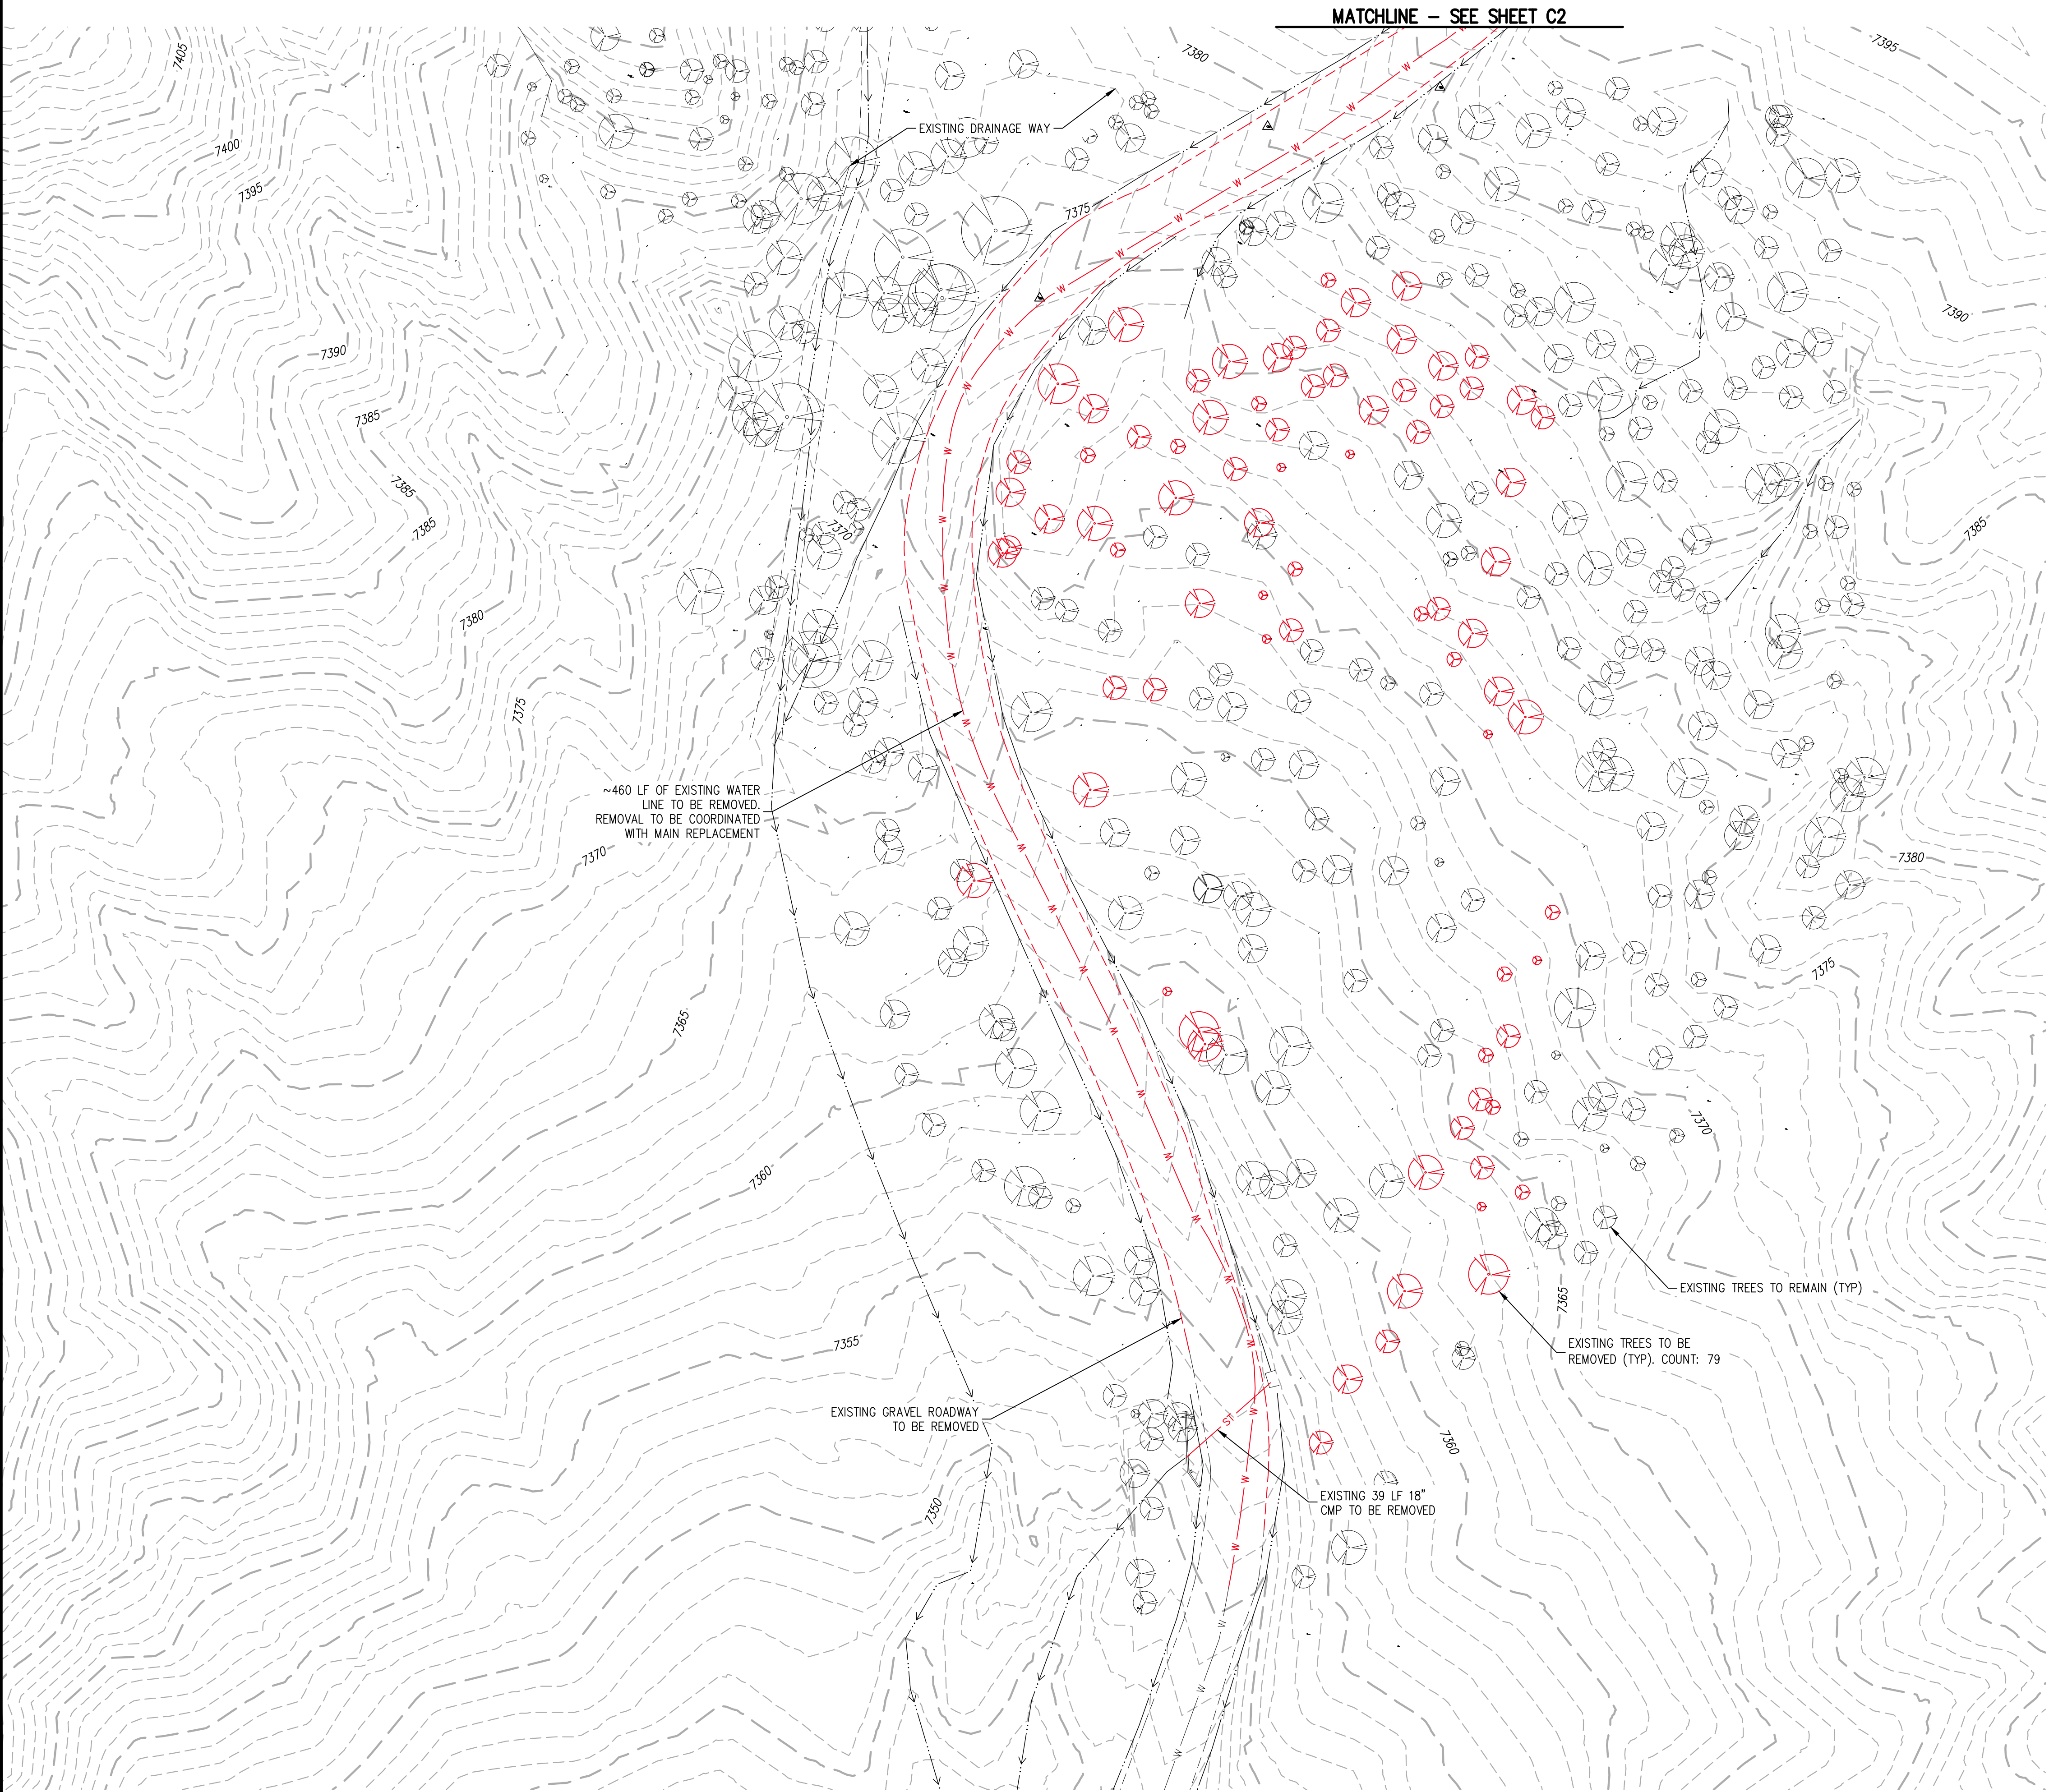 MATCHLINE – SEE SHEET C2
7405
7380
7395
EXISTING DRAINAGE WAY
7400
7395
7375
W
W
W
W
W
W
W
W
7390
7390
W
7385
W
7385
7385
7370
W
7385
W
7380
W
7375
W
W
~460 LF OF EXISTING WATER
LINE TO BE REMOVED.
REMOVAL TO BE COORDINATED
WITH MAIN REPLACEMENT
W
7370
7380
W
W
7375
7365
W
W
7370
W
7360
W
W
EXISTING TREES TO REMAIN (TYP)
7365
7355
W
EXISTING TREES TO BE
REMOVED (TYP). COUNT: 79
EXISTING GRAVEL ROADWAY
TO BE REMOVED
W
ST
7360
W
EXISTING 39 LF 18"
CMP TO BE REMOVED
7350
W
W
W
W